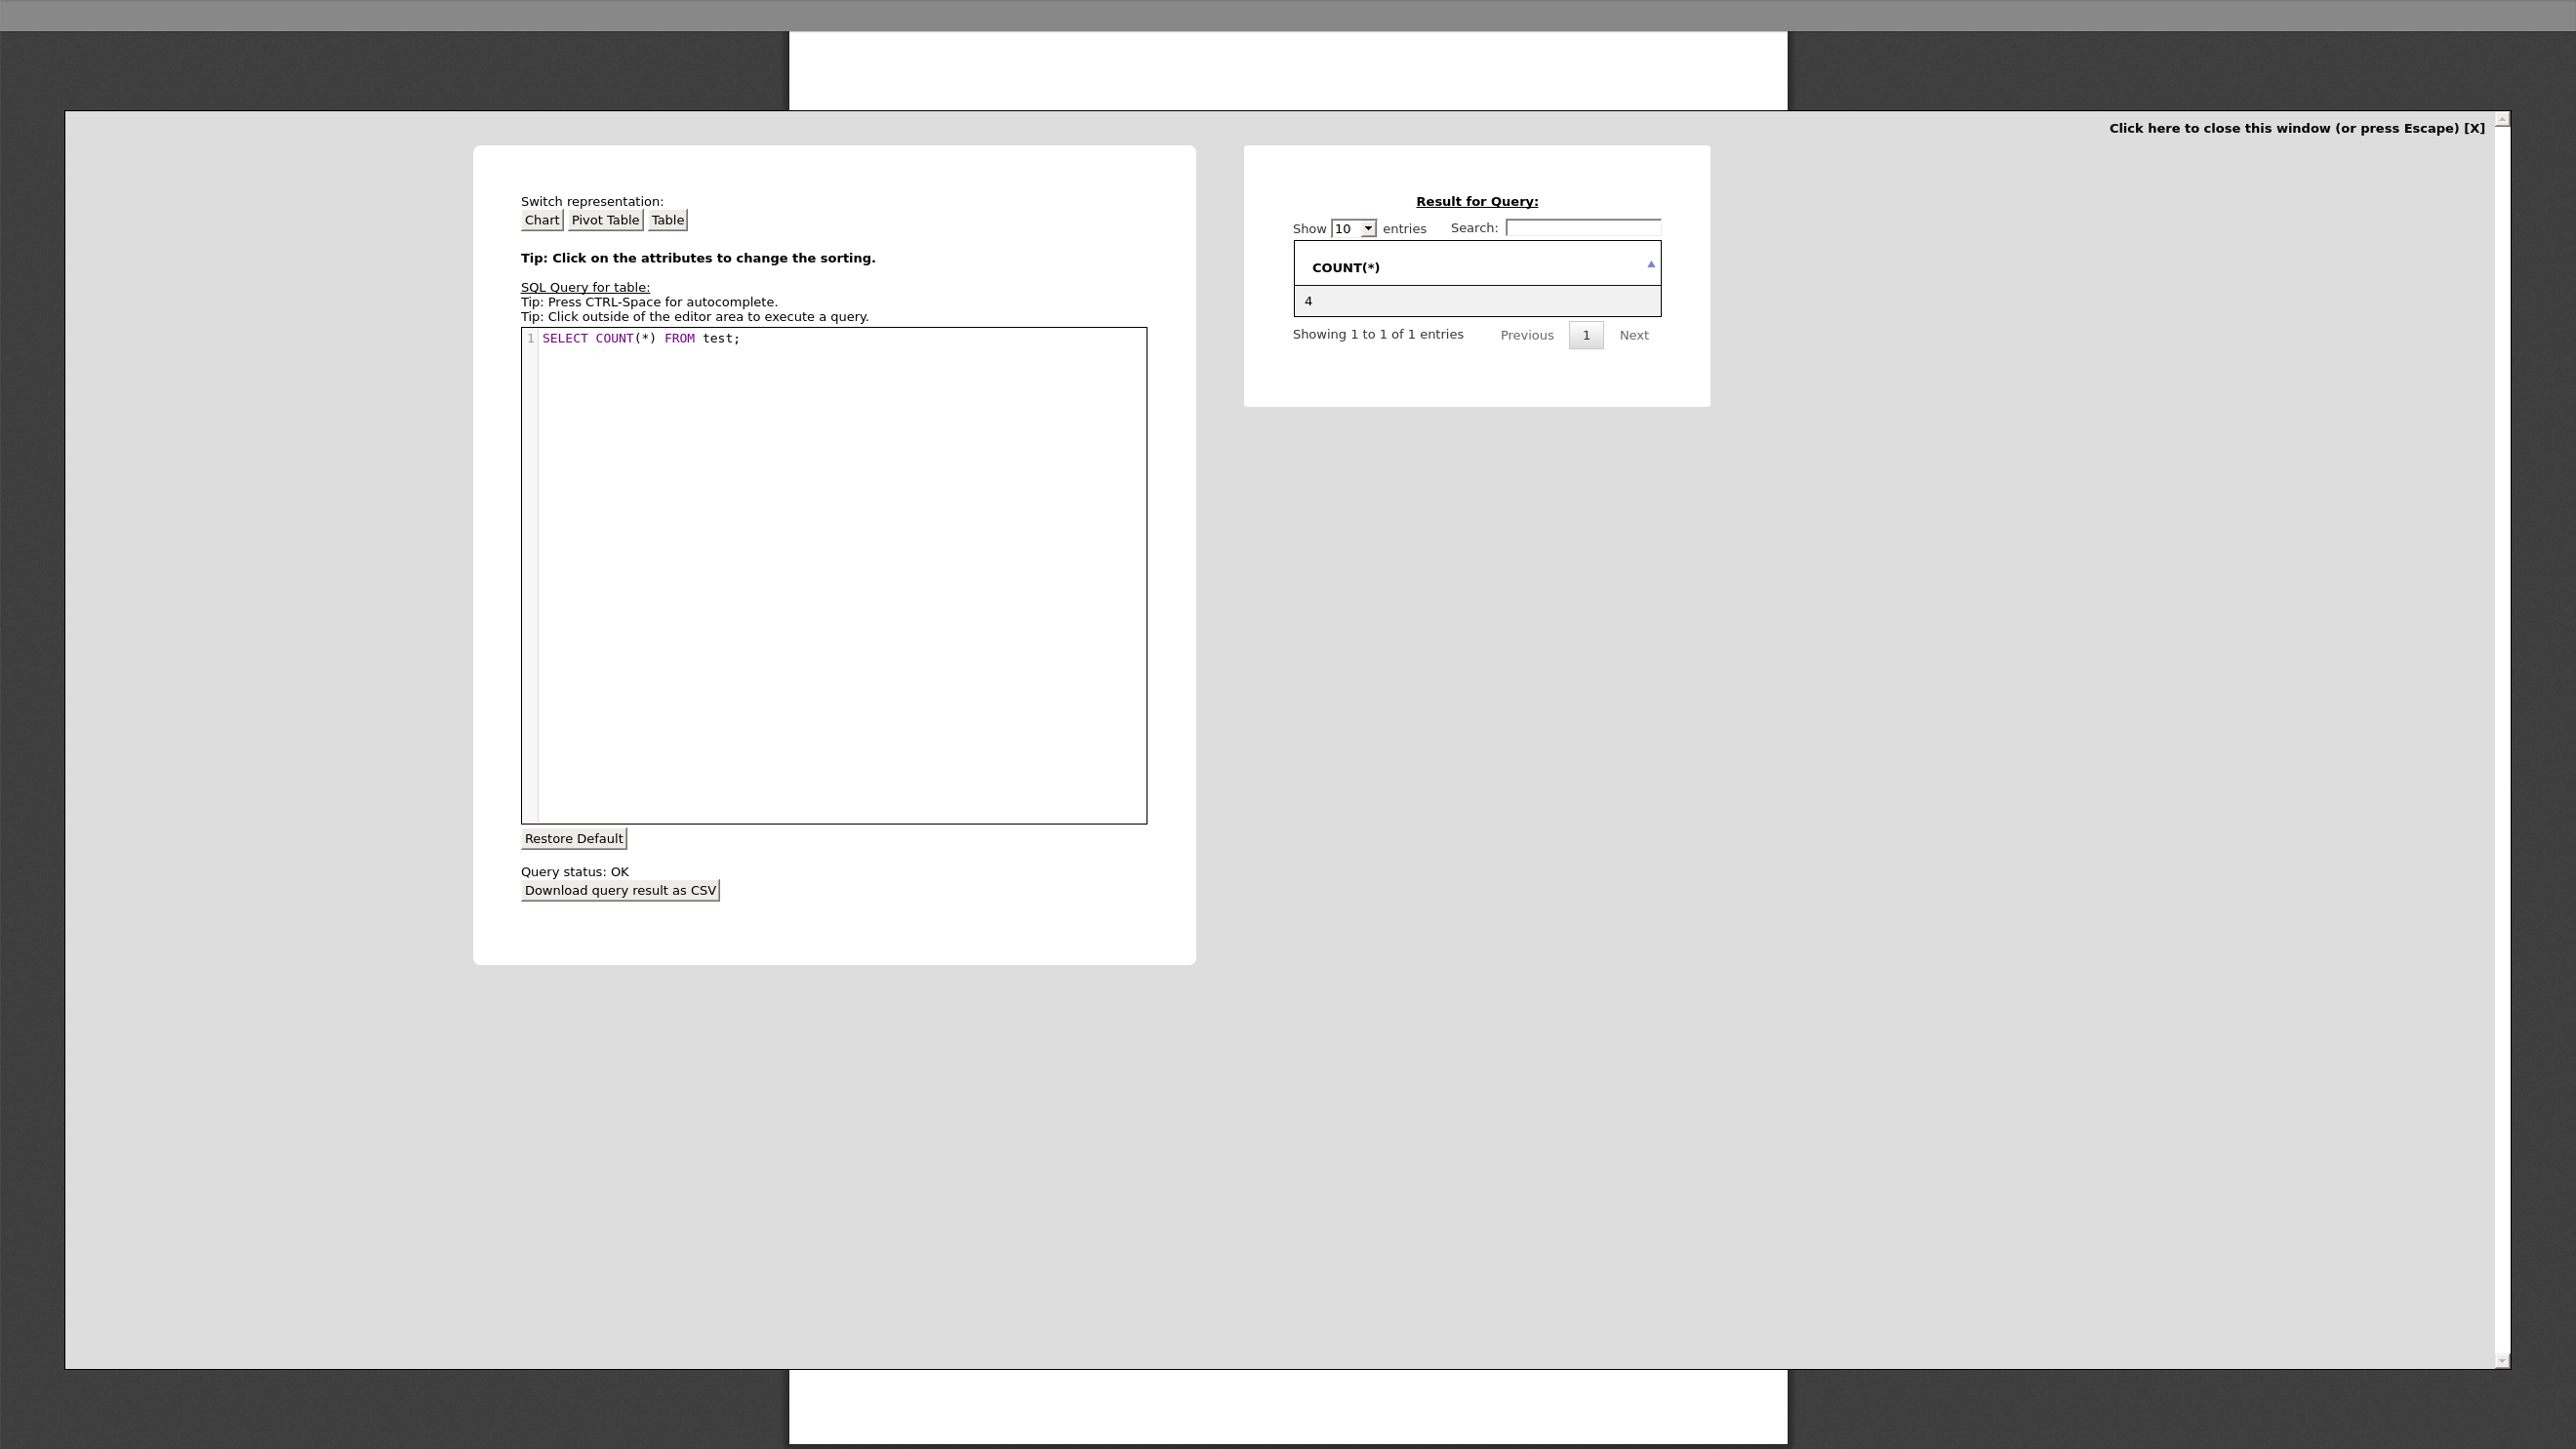 Click here to close this window (or press Escape) [X]
Switch representation:
Chart Pivot Table Table
Tip: Click on the attributes to change the sorting.
SQL Query for table:
Tip: Press CTRL-Space for autocomplete.
Tip: Click outside of the editor area to execute a query.
1 SELECT COUNT(*) FROM test;
Restore Default
Query status: OK
Download query result as CSV
Result for Query:
Show 10 entries Search:
COUNT(*)
4
Showing 1 to 1 of 1 entries Previous 1 Next